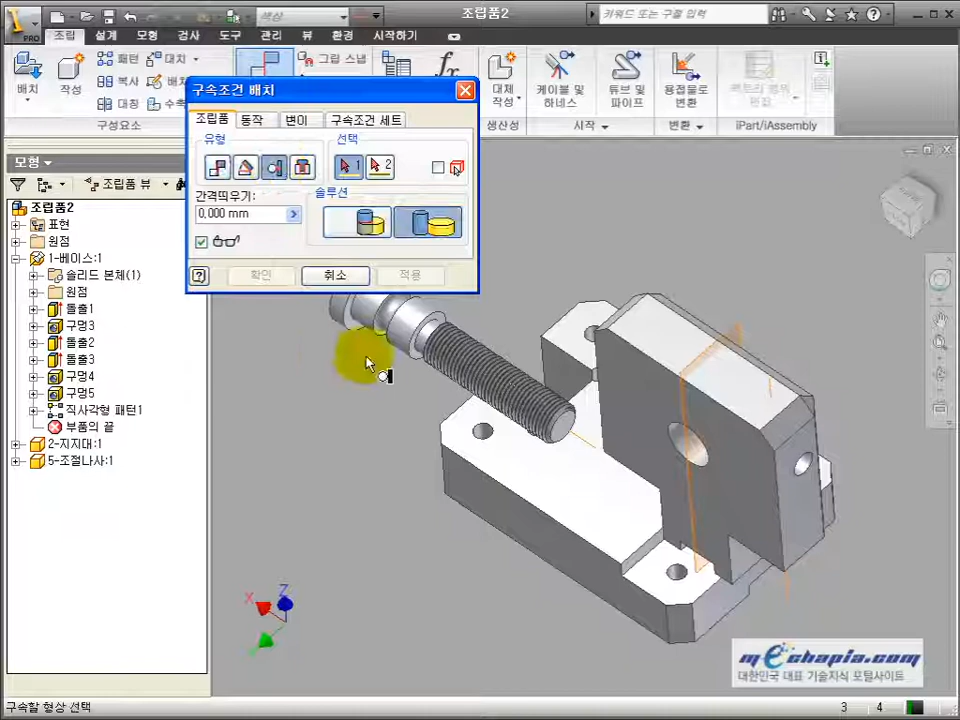 PRO
색상
조립품2
키워드 또는 구절 입력
조립
설계
모형
검사
도구
관리
뷰
환경
시작하기
배치
작성
패턴
복사
대칭
대치
구성요소
그립 스냅
fx
대체
작성
생산성
케이블 및
하네스
튜브 및
파이프
시작
용접물로
변환
변환
iPart/iAssembly
구속조건 배치
조립품
동작
변이
구속조건 세트
유형
선택
1
2
간격띄우기:
솔루션
0.000 mm
확인
취소
적용
모형
조립품 뷰
조립품2
표현
원점
1-베이스:1
솔리드 본체(1)
원점
돌출1
구멍3
돌출2
돌출3
구멍4
구멍5
직사각형 패턴1
부품의 끝
2-지지대:1
5-조절나사:1
X
Z
mechapia.com
대한민국 대표 기술지식 포털사이트
구속할 형상 선택
3
4